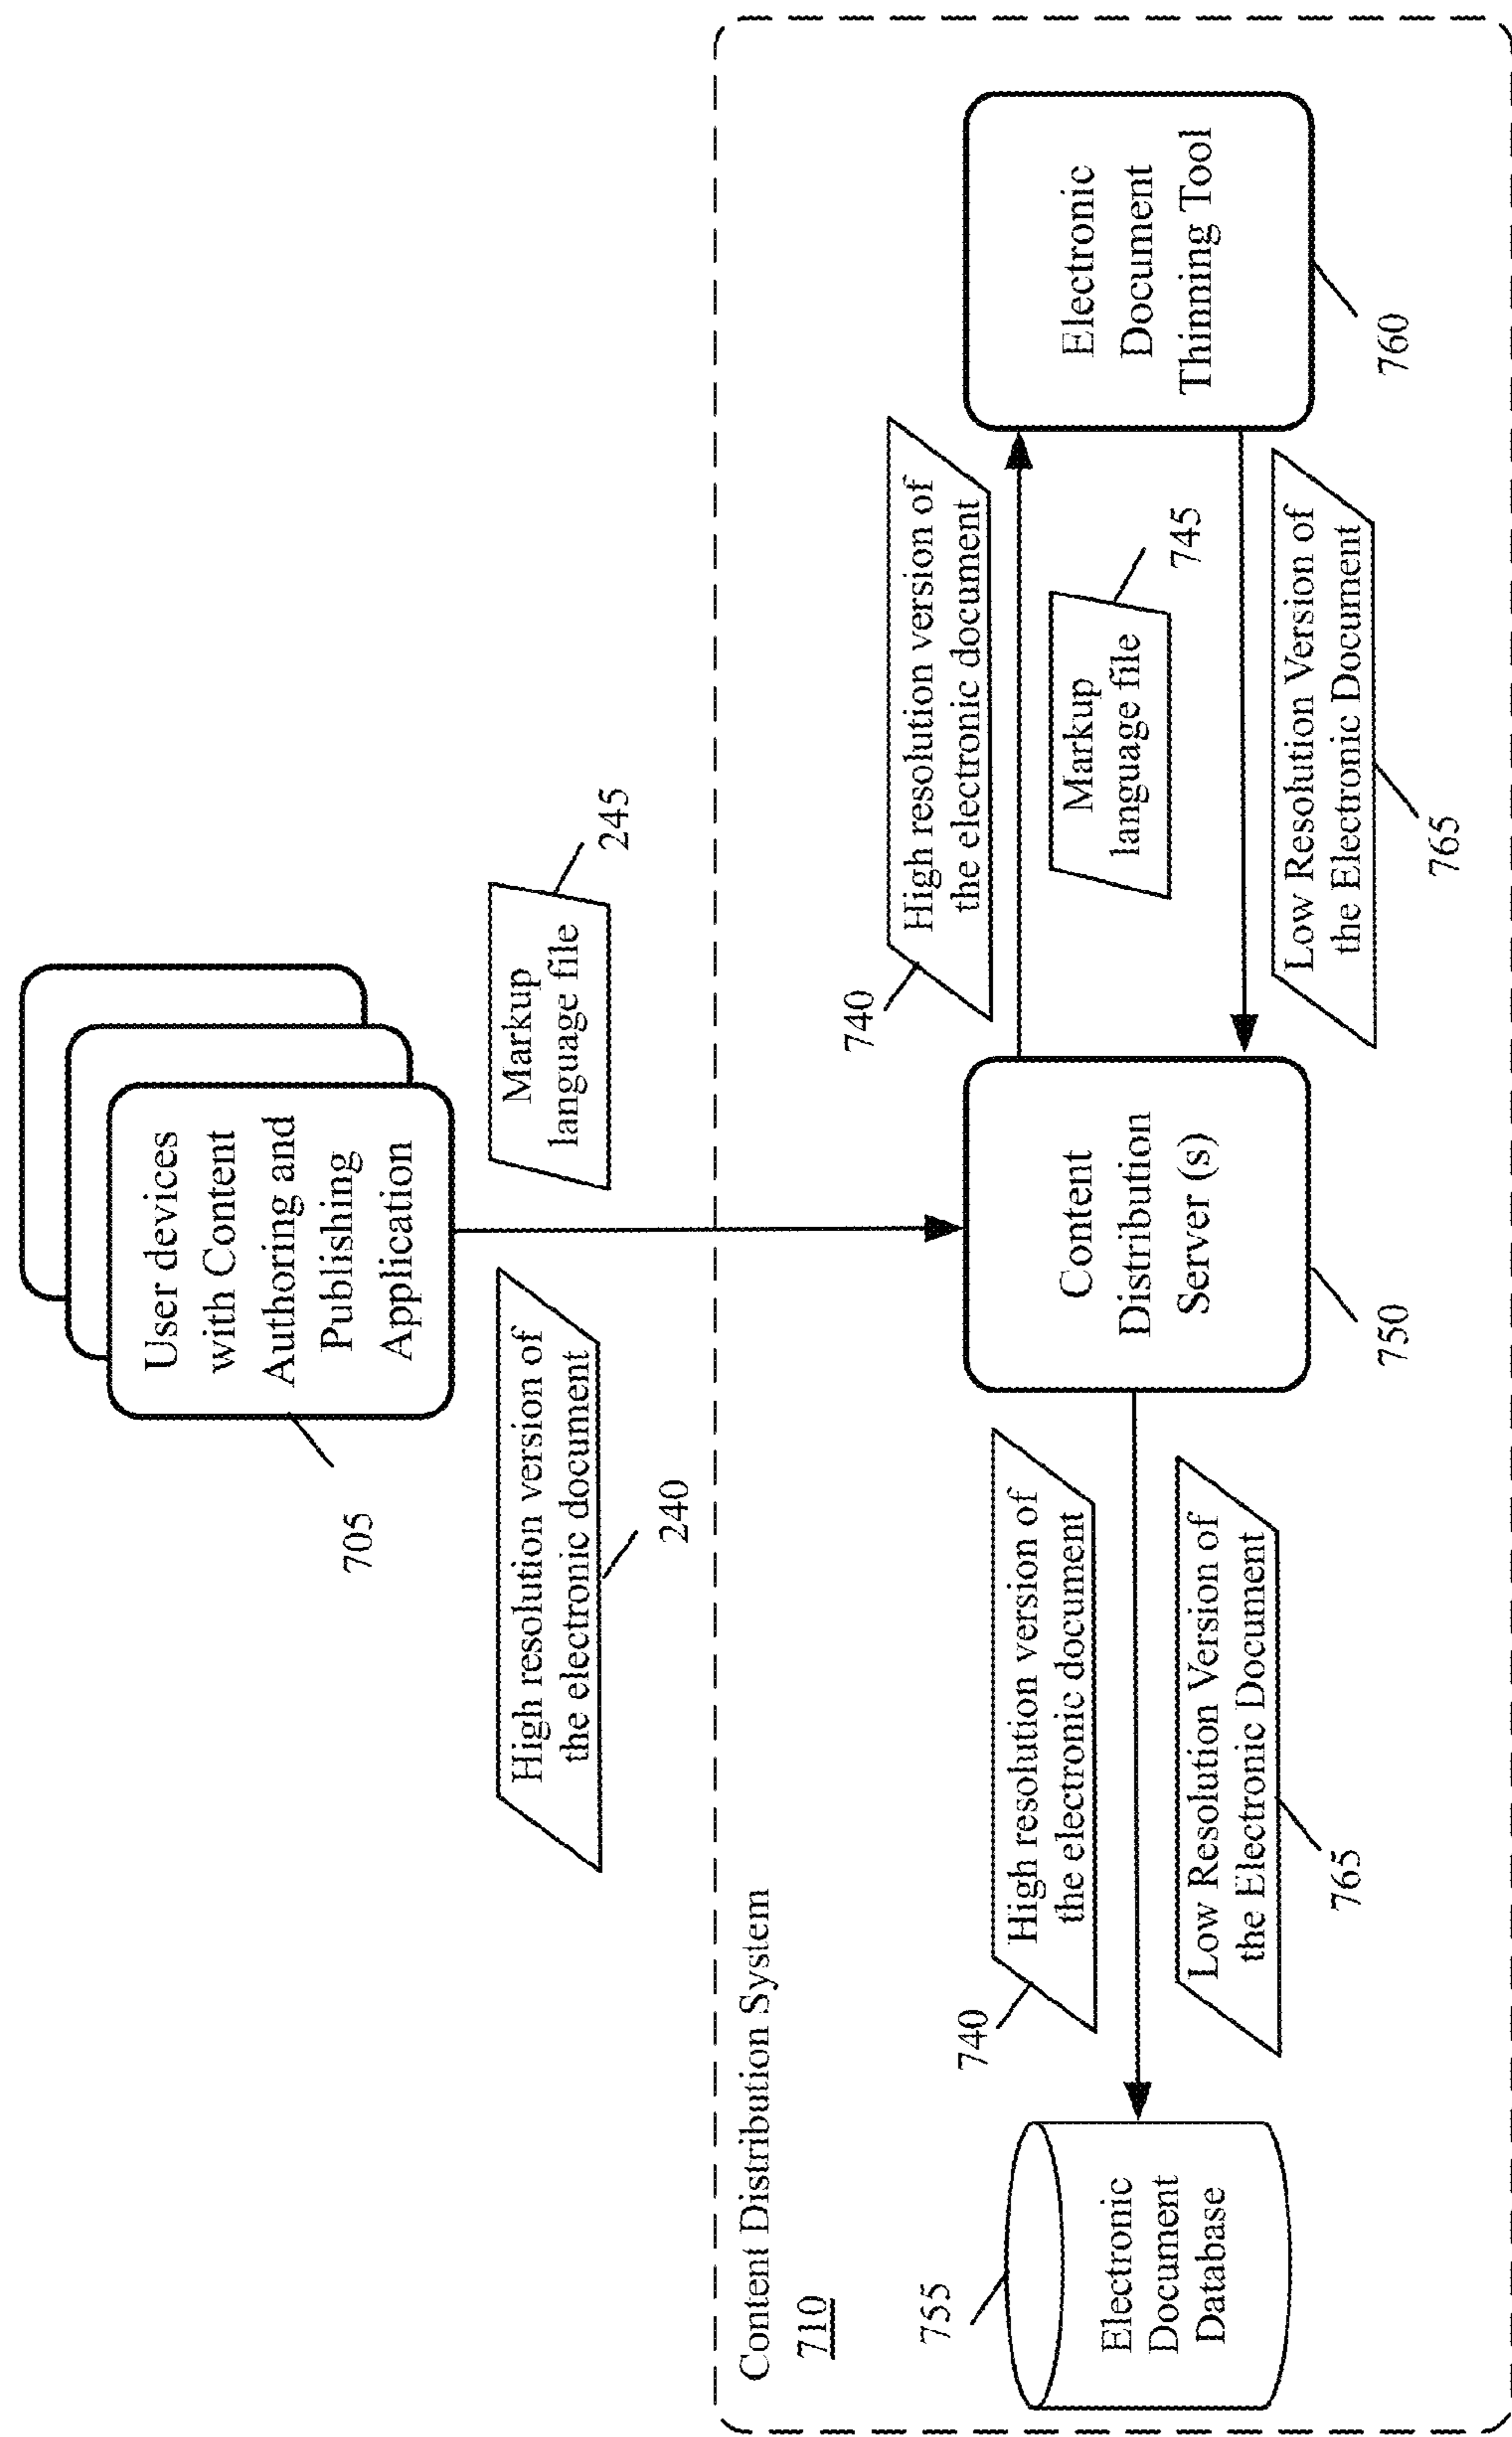 User devices
with Content
Authoring and
Publishing
Application
705
Markup
language file
245
High resolution version of
the electronic document
240
Content Distribution System
710
755
Electronic
Document
Database
740
High resolution version of
the electronic document
Low Resolution Version of
the Electronic Document
765
Content
Distribution
Server (s)
750
740
High resolution version of
the electronic document
Markup
language file
745
Low Resolution Version of
the Electronic Document
765
Electronic
Document
Thinning Tool
760